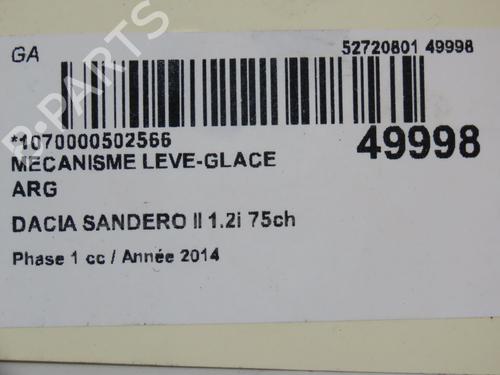 GA
52720801 49998
*1070000502566
49998
MECANISME LEVE-GLACE
ARG
DACIA SANDERO II 1.2i 75ch
Phase 1 cc / Année 2014
B-PARTS